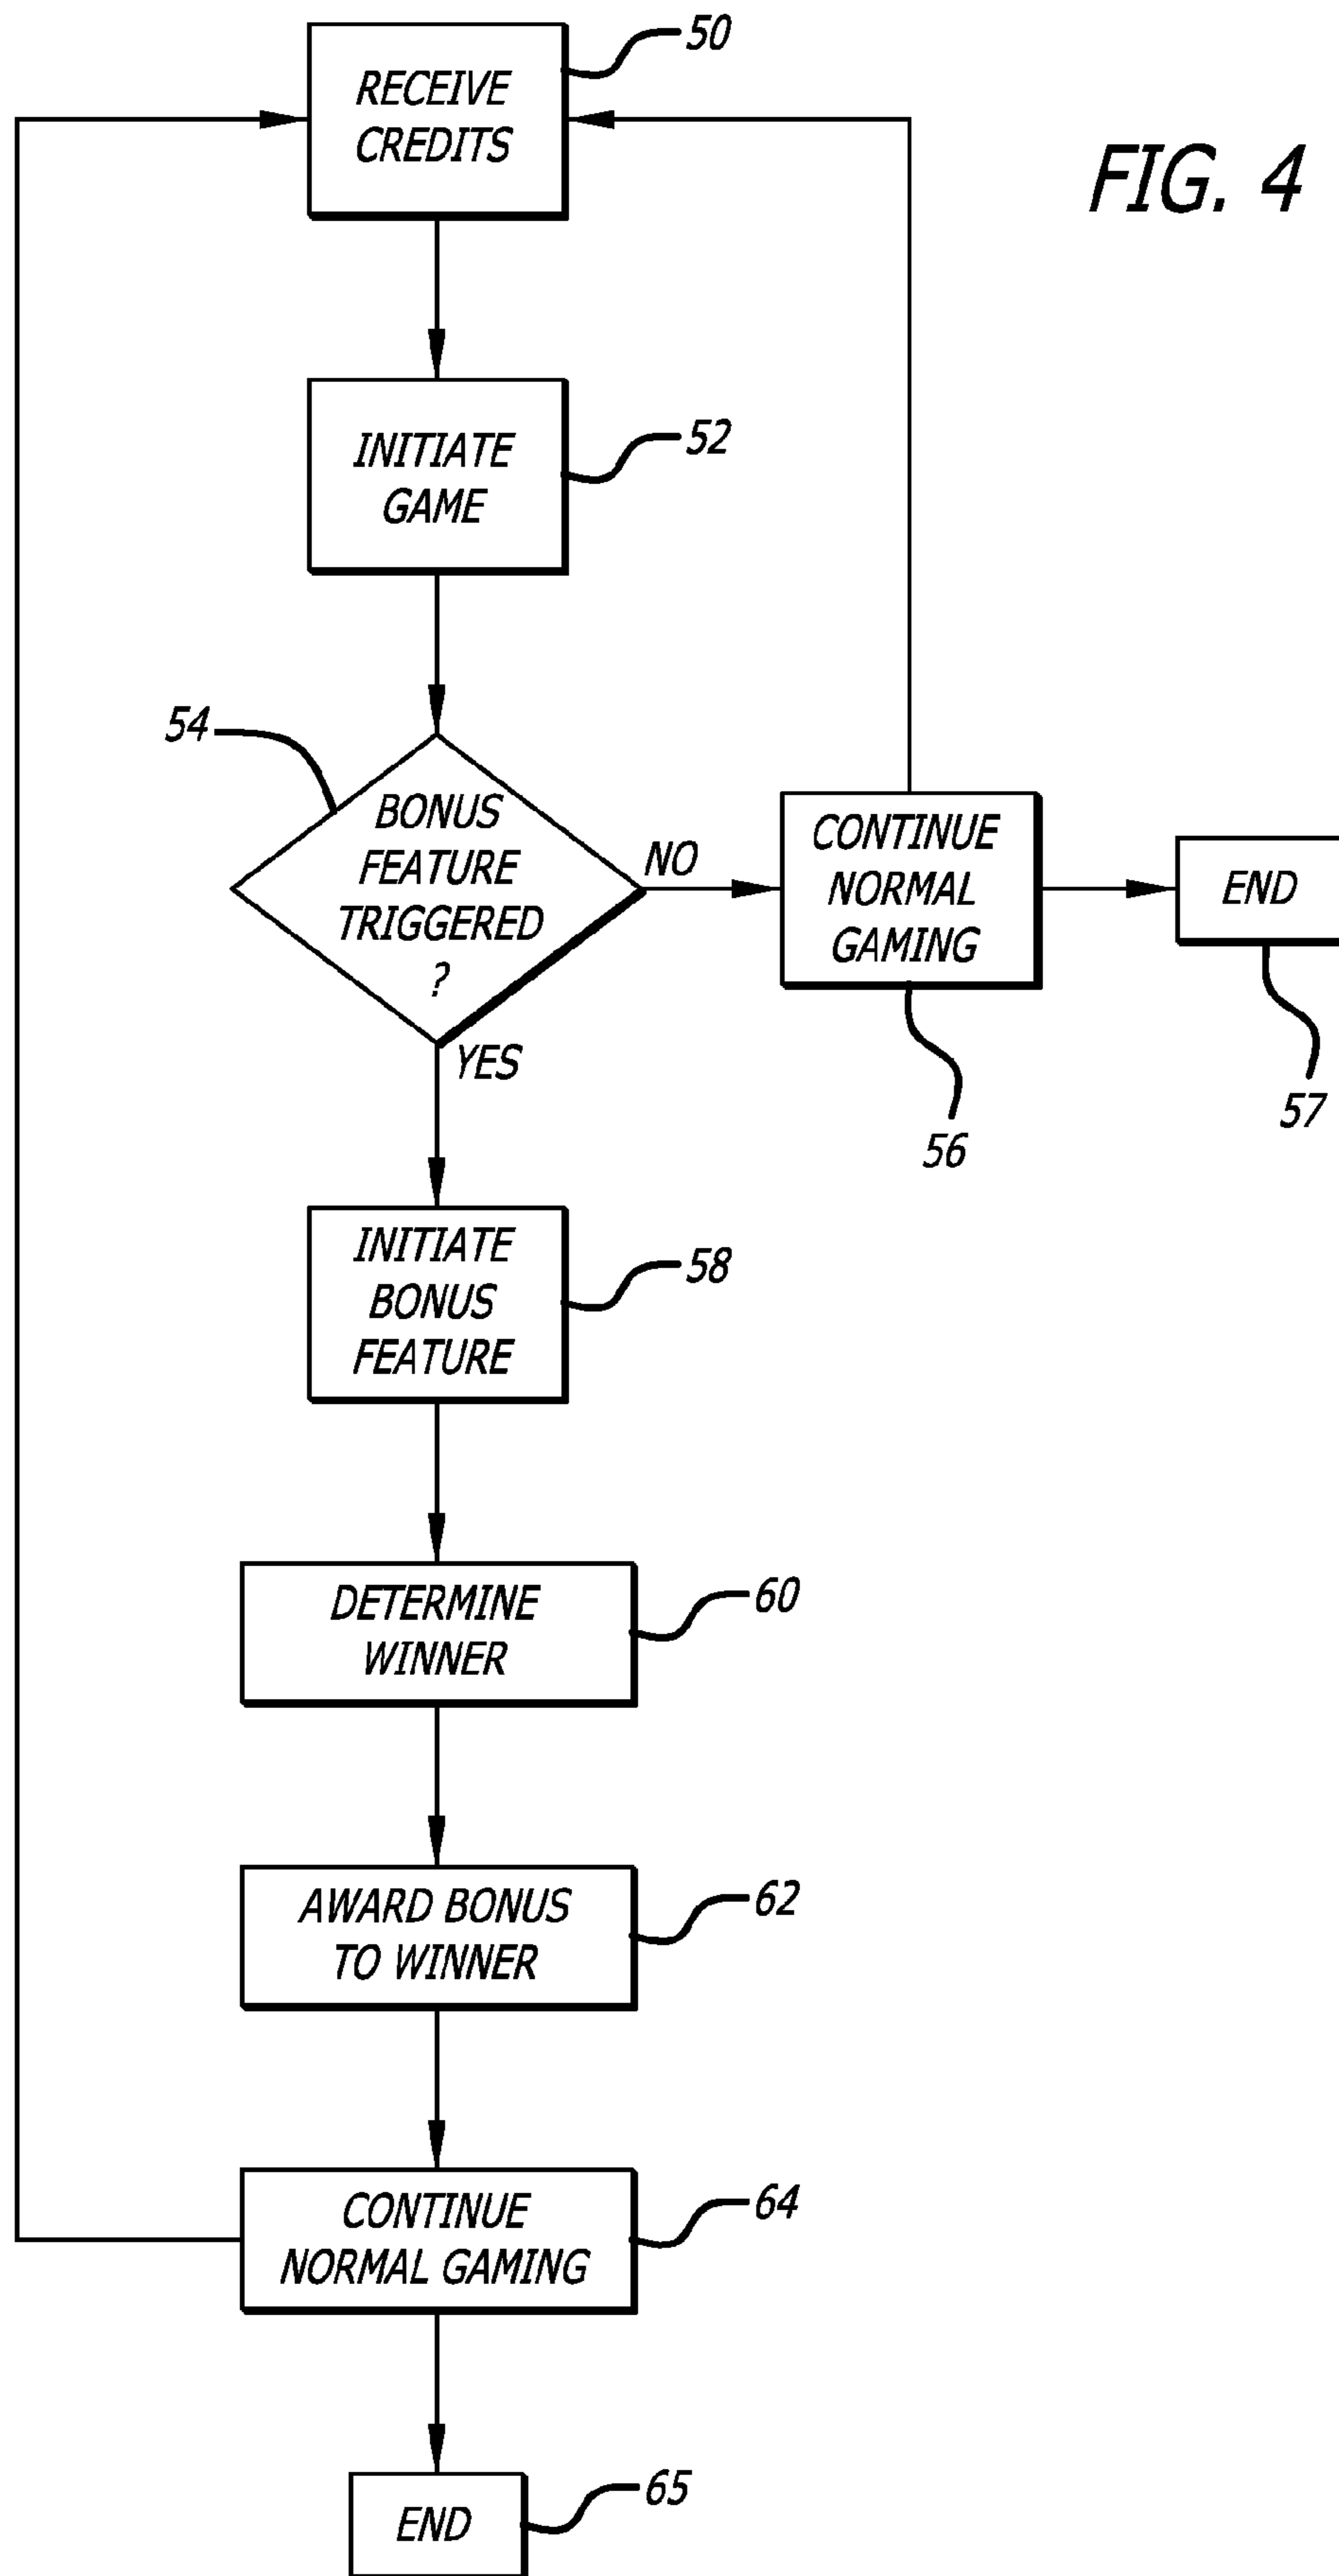 50
RECEIVE
CREDITS
FIG. 4
INITIATE
GAME
52
54
BONUS
FEATURE
TRIGGERED
?
NO
YES
CONTINUE
NORMAL
GAMING
56
END
57
INITIATE
BONUS
FEATURE
58
DETERMINE
WINNER
60
AWARD BONUS
TO WINNER
62
CONTINUE
NORMAL GAMING
64
END
65